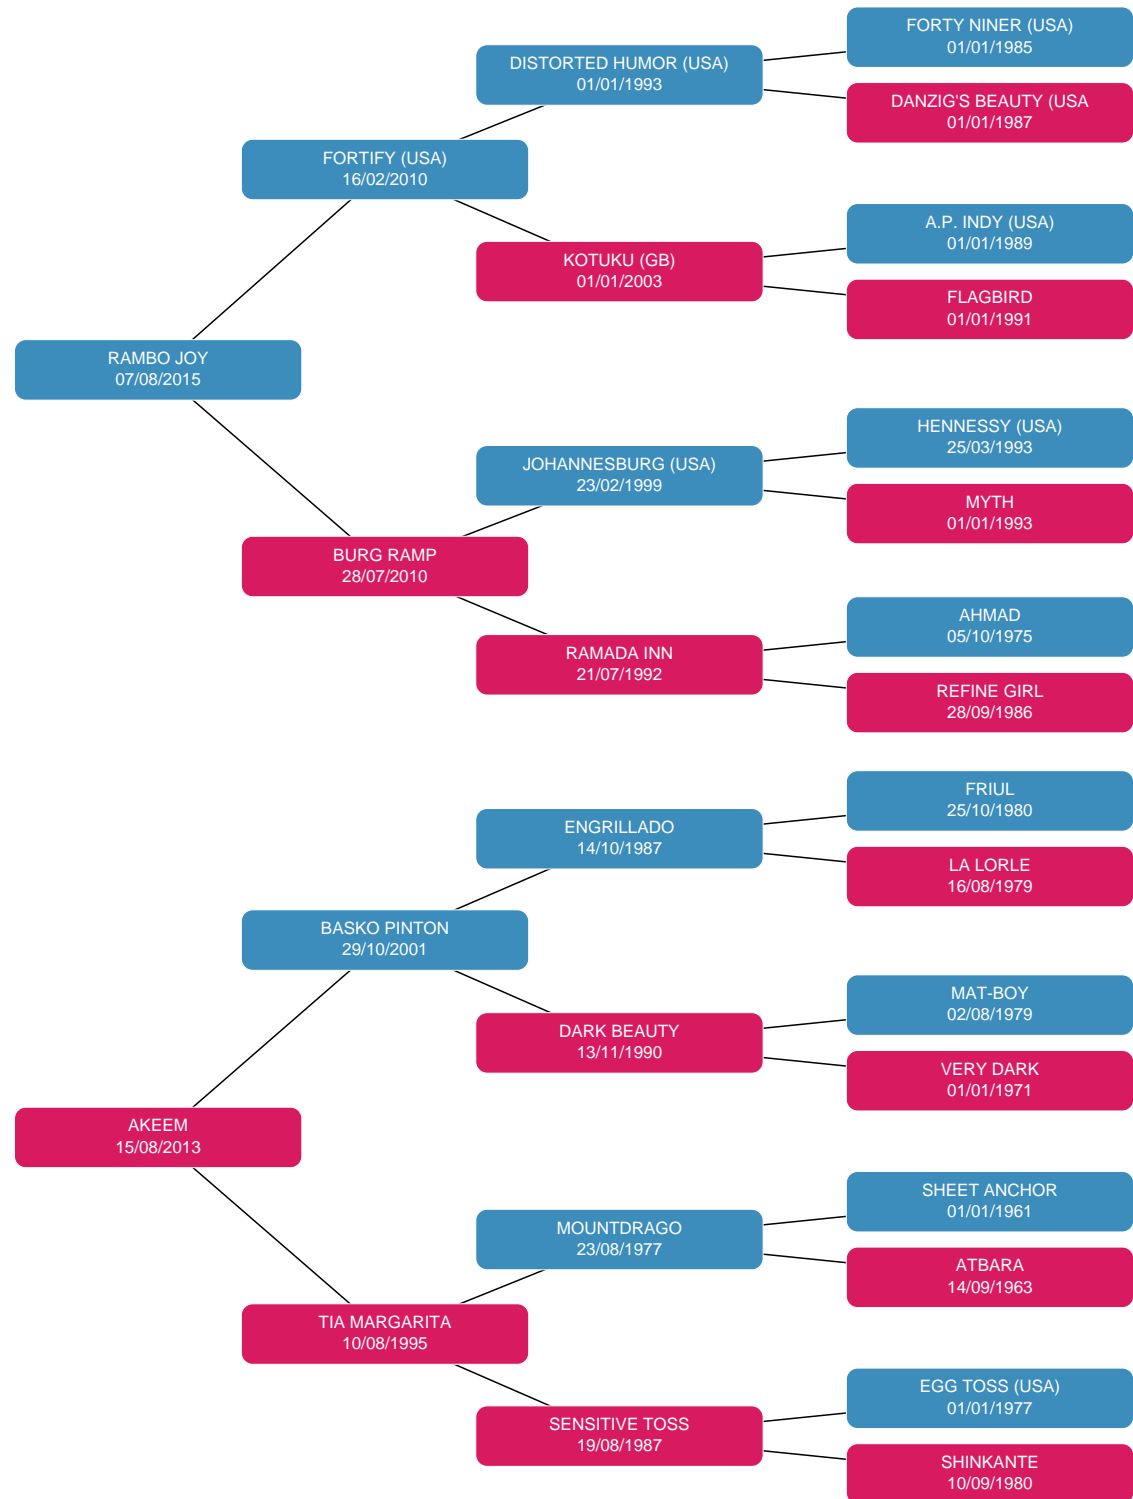 FORTY NINER (USA)
01/01/1985
DISTORTED HUMOR (USA)
01/01/1993
DANZIG'S BEAUTY (USA
01/01/1987
FORTIFY (USA)
16/02/2010
A.P. INDY (USA)
01/01/1989
KOTUKU (GB)
01/01/2003
FLAGBIRD
01/01/1991
RAMBO JOY
07/08/2015
HENNESSY (USA)
25/03/1993
JOHANNESBURG (USA)
23/02/1999
MYTH
01/01/1993
BURG RAMP
28/07/2010
AHMAD
05/10/1975
RAMADA INN
21/07/1992
REFINE GIRL
28/09/1986
FRIUL
25/10/1980
ENGRILLADO
14/10/1987
LA LORLE
16/08/1979
BASKO PINTON
29/10/2001
MAT-BOY
02/08/1979
DARK BEAUTY
13/11/1990
VERY DARK
01/01/1971
AKEEM
15/08/2013
SHEET ANCHOR
01/01/1961
MOUNTDRAGO
23/08/1977
ATBARA
14/09/1963
TIA MARGARITA
10/08/1995
EGG TOSS (USA)
01/01/1977
SENSITIVE TOSS
19/08/1987
SHINKANTE
10/09/1980